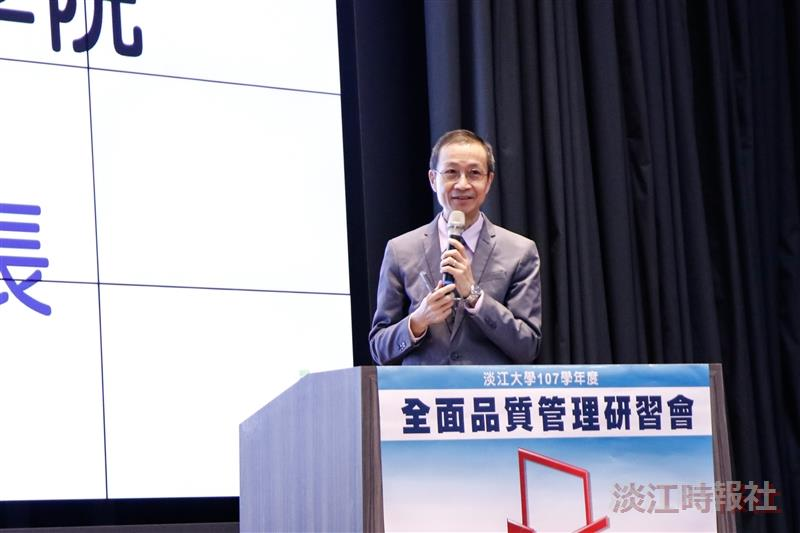 院
長
淡江大學107學年度
全面品質管理研習會
淡江時報社